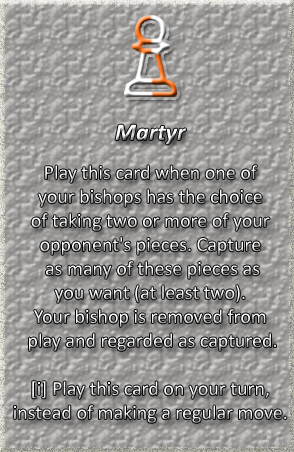 Martyr
Play this card when one of
your bishops has the choice
of taking two or more of your
opponent's pieces. Capture
as many of these pieces as
you want (at least two).
Your bishop is removed from
play and regarded as captured.
[i] Play this card on your turn,
instead of making a regular move.